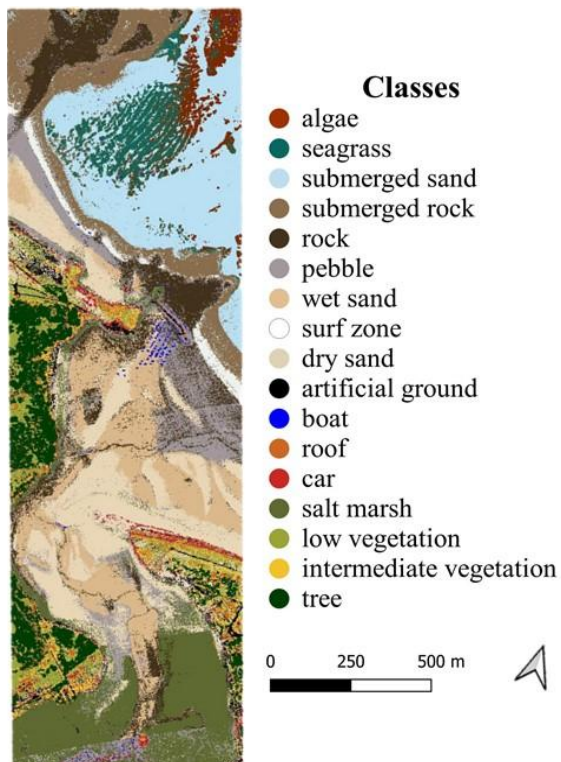 Classes
algae
seagrass
submerged sand
submerged rock
rock
pebble
wet sand
surf zone
dry sand
artificial ground
boat
roof
car
salt marsh
low vegetation
intermediate vegetation
tree
0 250 500 m